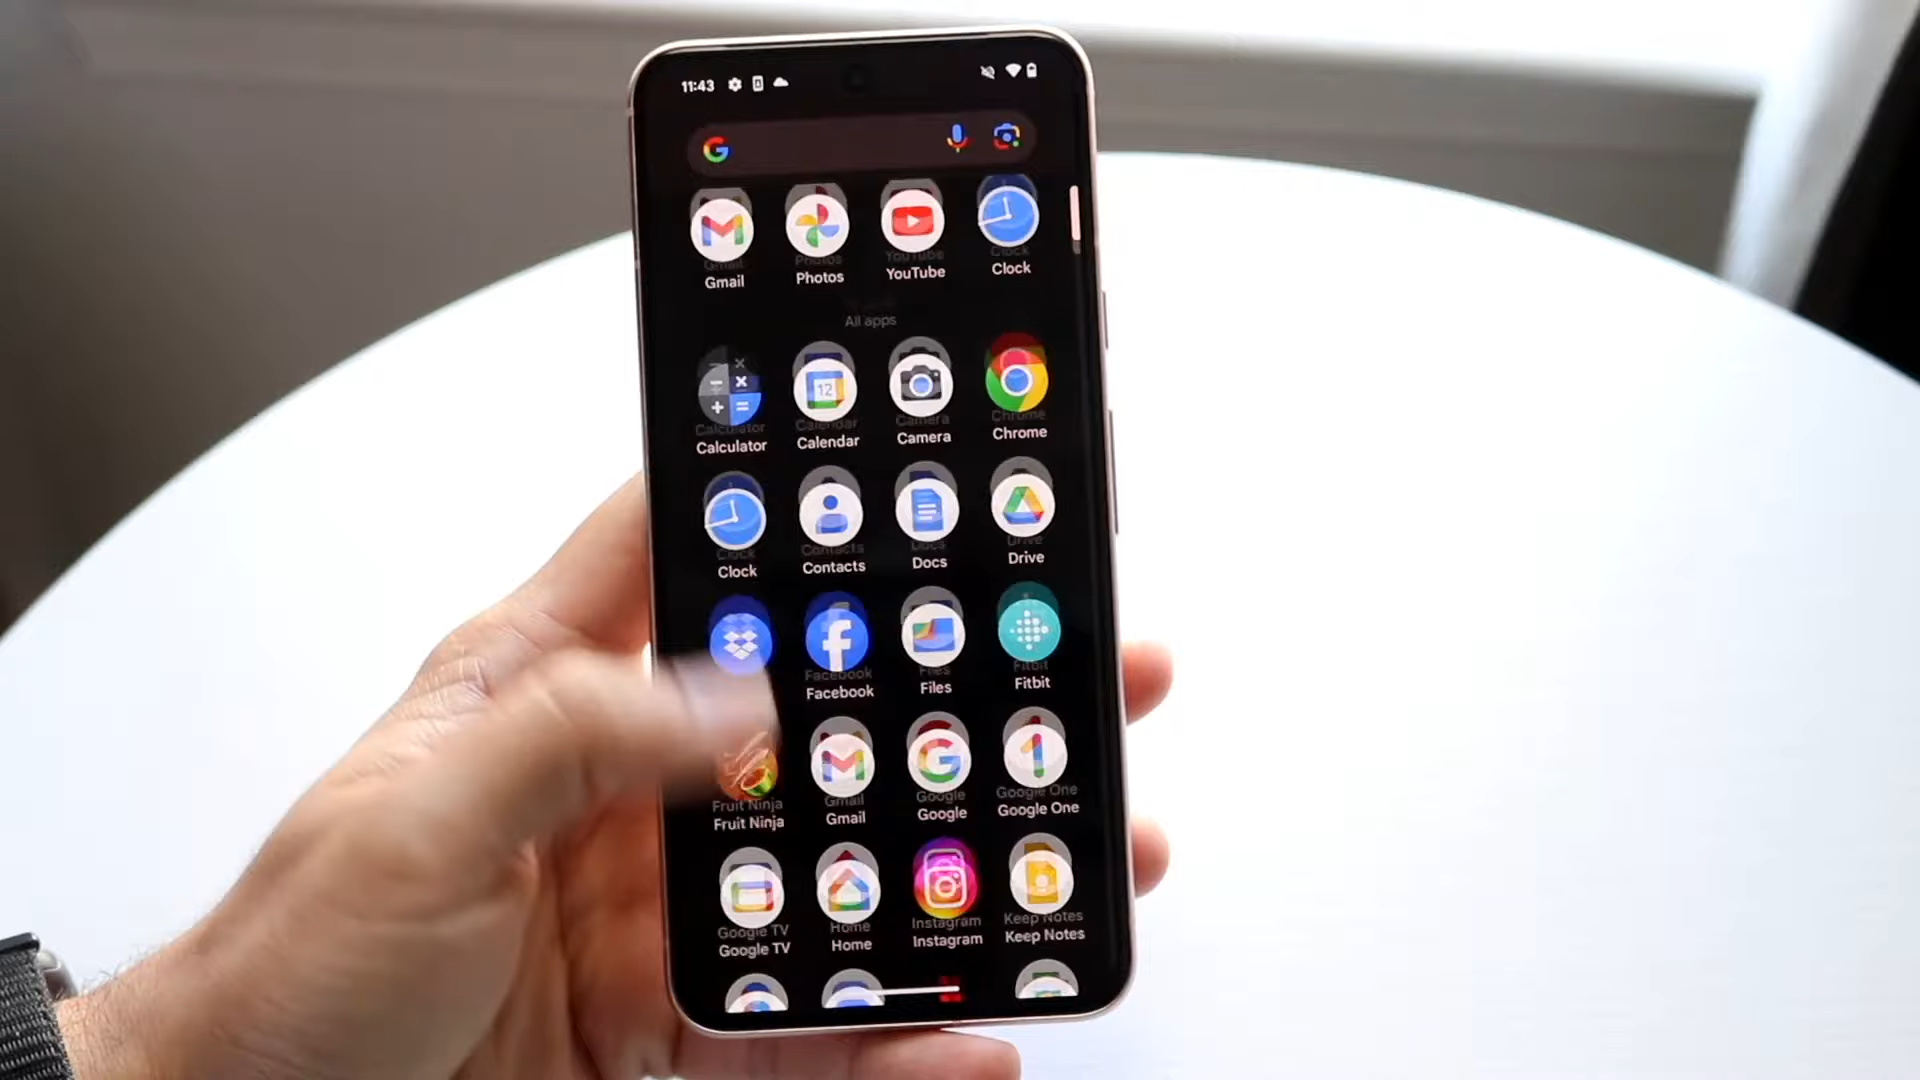 11:43
Gmail Photos YouTube Clock
All apps
12
Calculator Calendar Camera Chrome
Clock Contacts Docs Drive
Facebook Files Fitbit
Fruit Ninja Gmail Google Google One
Google TV Home Instagram Keep Notes